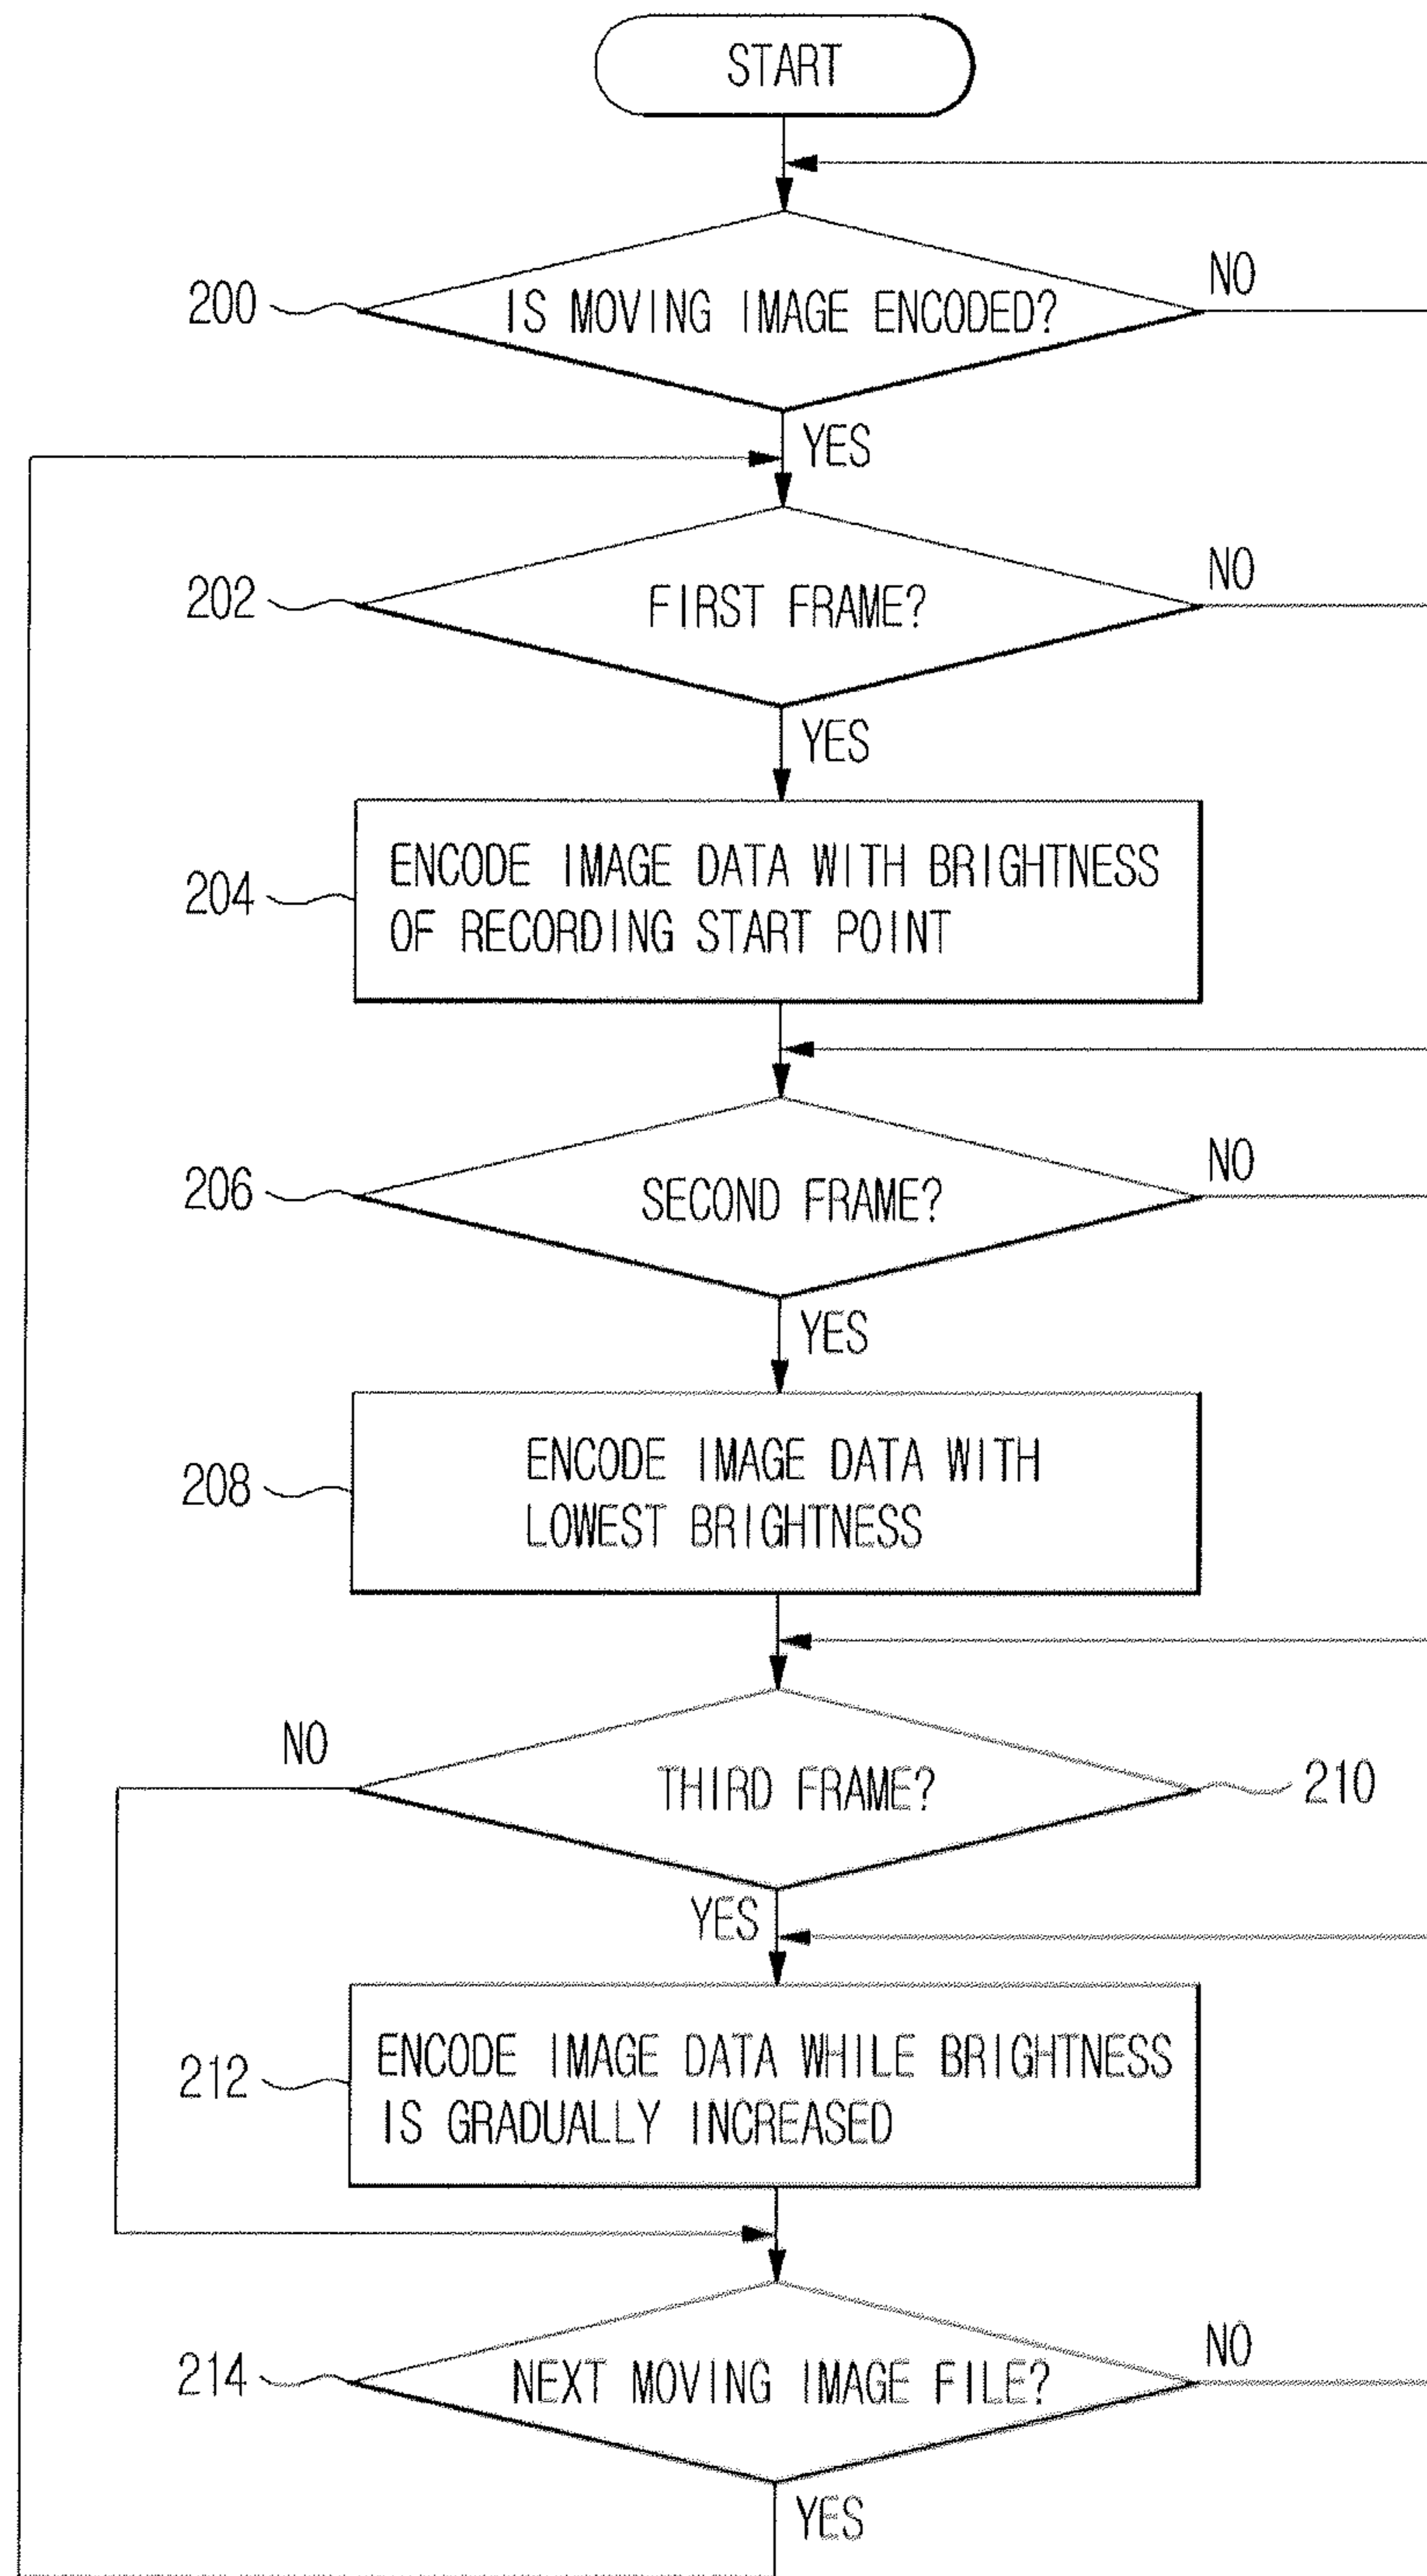 START
200
IS MOVING IMAGE ENCODED?
NO
YES
202
FIRST FRAME?
NO
YES
204
ENCODE IMAGE DATA WITH BRIGHTNESS
OF RECORDING START POINT
206
SECOND FRAME?
NO
YES
208
ENCODE IMAGE DATA WITH
LOWEST BRIGHTNESS
NO
THIRD FRAME?
210
YES
212
ENCODE IMAGE DATA WHILE BRIGHTNESS
IS GRADUALLY INCREASED
214
NEXT MOVING IMAGE FILE?
NO
YES